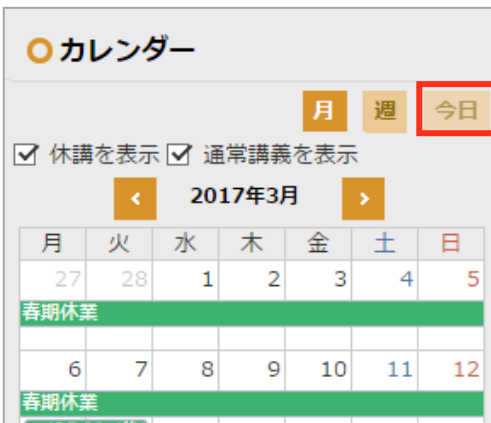 カレンダー
月 週 今日
休講を表示 通常講義を表示
2017年3月
月 火 水 木 金 土 日
27 28 1 2 3 4 5
春期休業
6 7 8 9 10 11 12
春期休業